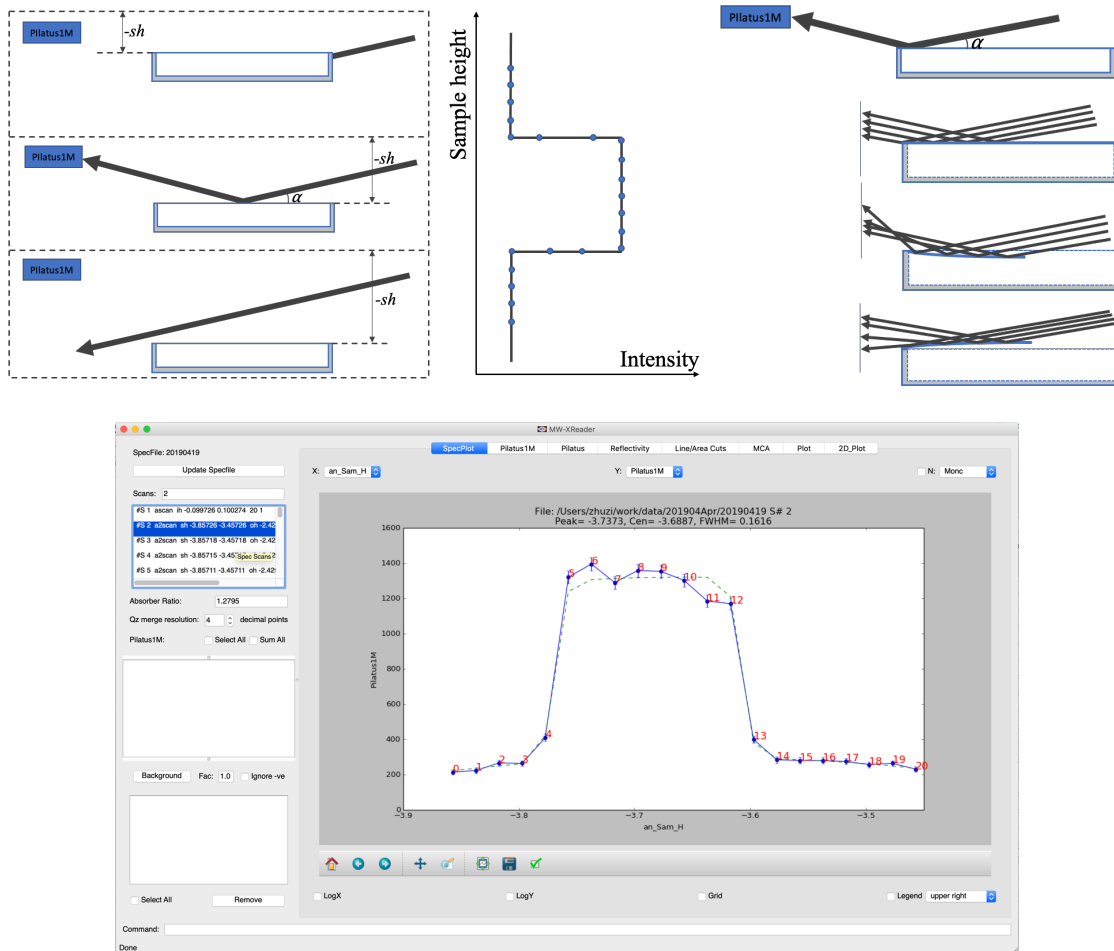 PIlatus1M
-sh
PIlatus1M
-sh
α
PIlatus1M
-sh
Sample height
Intensity
PIlatus1M
α
MW-XReader
SpecFile: 20190419
Update Specfile
Scans: 2
#S 1 ascan ih -0.099726 0.100274 20 1
#S 2 a2scan sh -3.85726 -3.45726 oh -2.42
#S 3 a2scan sh -3.85718 -3.45718 oh -2.42
#S 4 a2scan sh -3.85715 -3.45
Spec Scans
#S 5 a2scan sh -3.85711 -3.45711 oh -2.42
Absorber Ratio: 1.2795
Qz merge resolution: 4 decimal points
Pilatus1M: Select All Sum All
Background Fac: 1.0 Ignore -ve
Select All Remove
Command:
Done
SpecPlot Pilatus1M Pilatus Reflectivity Line/Area Cuts MCA Plot 2D_Plot
X: an_Sam_H Y: Pilatus1M N: Monc
File: /Users/zhuzi/work/data/201904Apr/20190419 S# 2
Peak= -3.7373, Cen= -3.6887, FWHM= 0.1616
1600
1400
1200
1000
800
600
400
200
0
Pilatus1M
0 1 2 3 4 5 6 7 8 9 10 11 12 13 14 15 16 17 18 19 20
−3.9 −3.8 −3.7 −3.6 −3.5
an_Sam_H
LogX LogY Grid Legend upper right